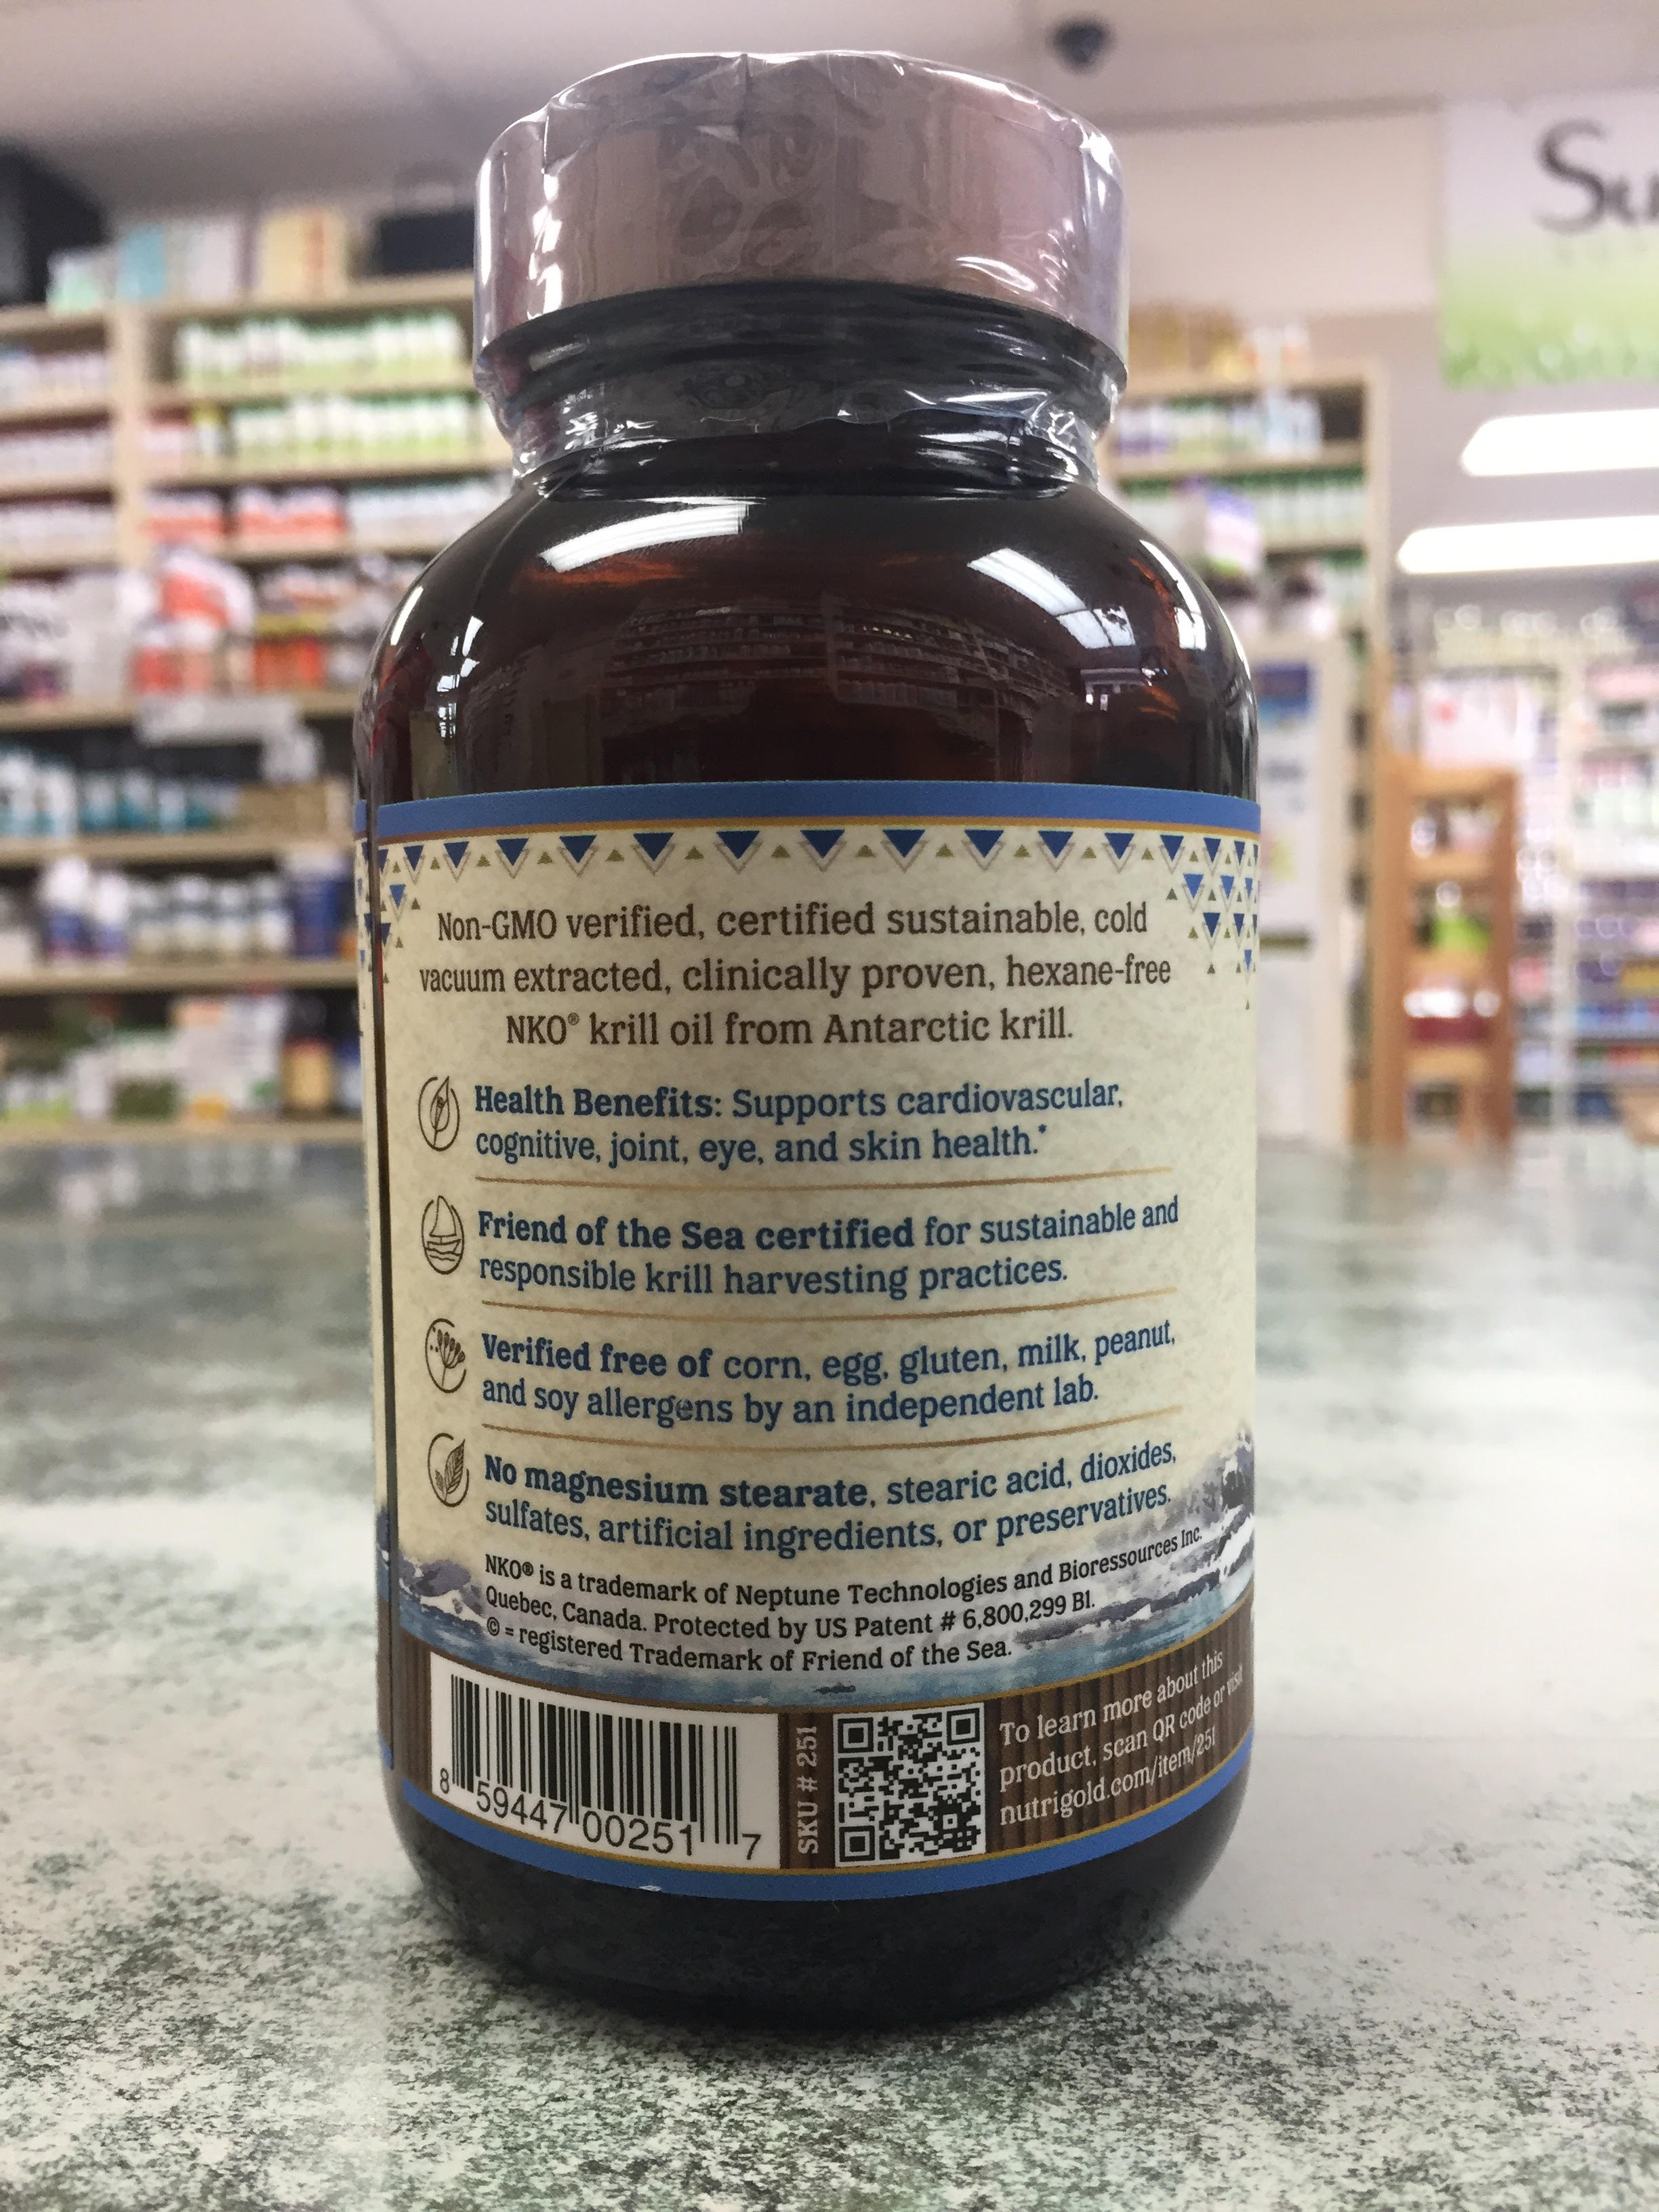 Su
Non-GMO verified, certified sustainable, cold
vacuum extracted, clinically proven, hexane-free
NKO® krill oil from Antarctic krill.
Health Benefits: Supports cardiovascular,
cognitive, joint, eye, and skin health.*
Friend of the Sea certified for sustainable and
responsible krill harvesting practices.
Verified free of corn, egg, gluten, milk, peanut,
and soy allergens by an independent lab.
No magnesium stearate, stearic acid, dioxides,
sulfates, artificial ingredients, or preservatives.
NKO® is a trademark of Neptune Technologies and Bioressources Inc.
Quebec, Canada. Protected by US Patent # 6,800,299 B1.
© = registered Trademark of Friend of the Sea.
8 59447 00251 7
SKU # 251
To learn more about this
product, scan QR code or visit
nutrigold.com/item/251